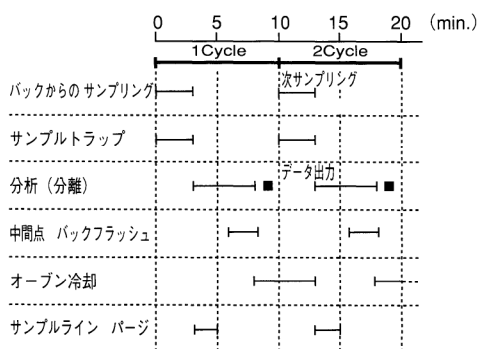 0 5 10 15 20 (min.)
1Cycle 2Cycle
バックからの サンプリング 次サンプリング
サンプルトラップ
分析(分離) データ出力
中間点 バックフラッシュ
オーブン冷却
サンプルライン パージ